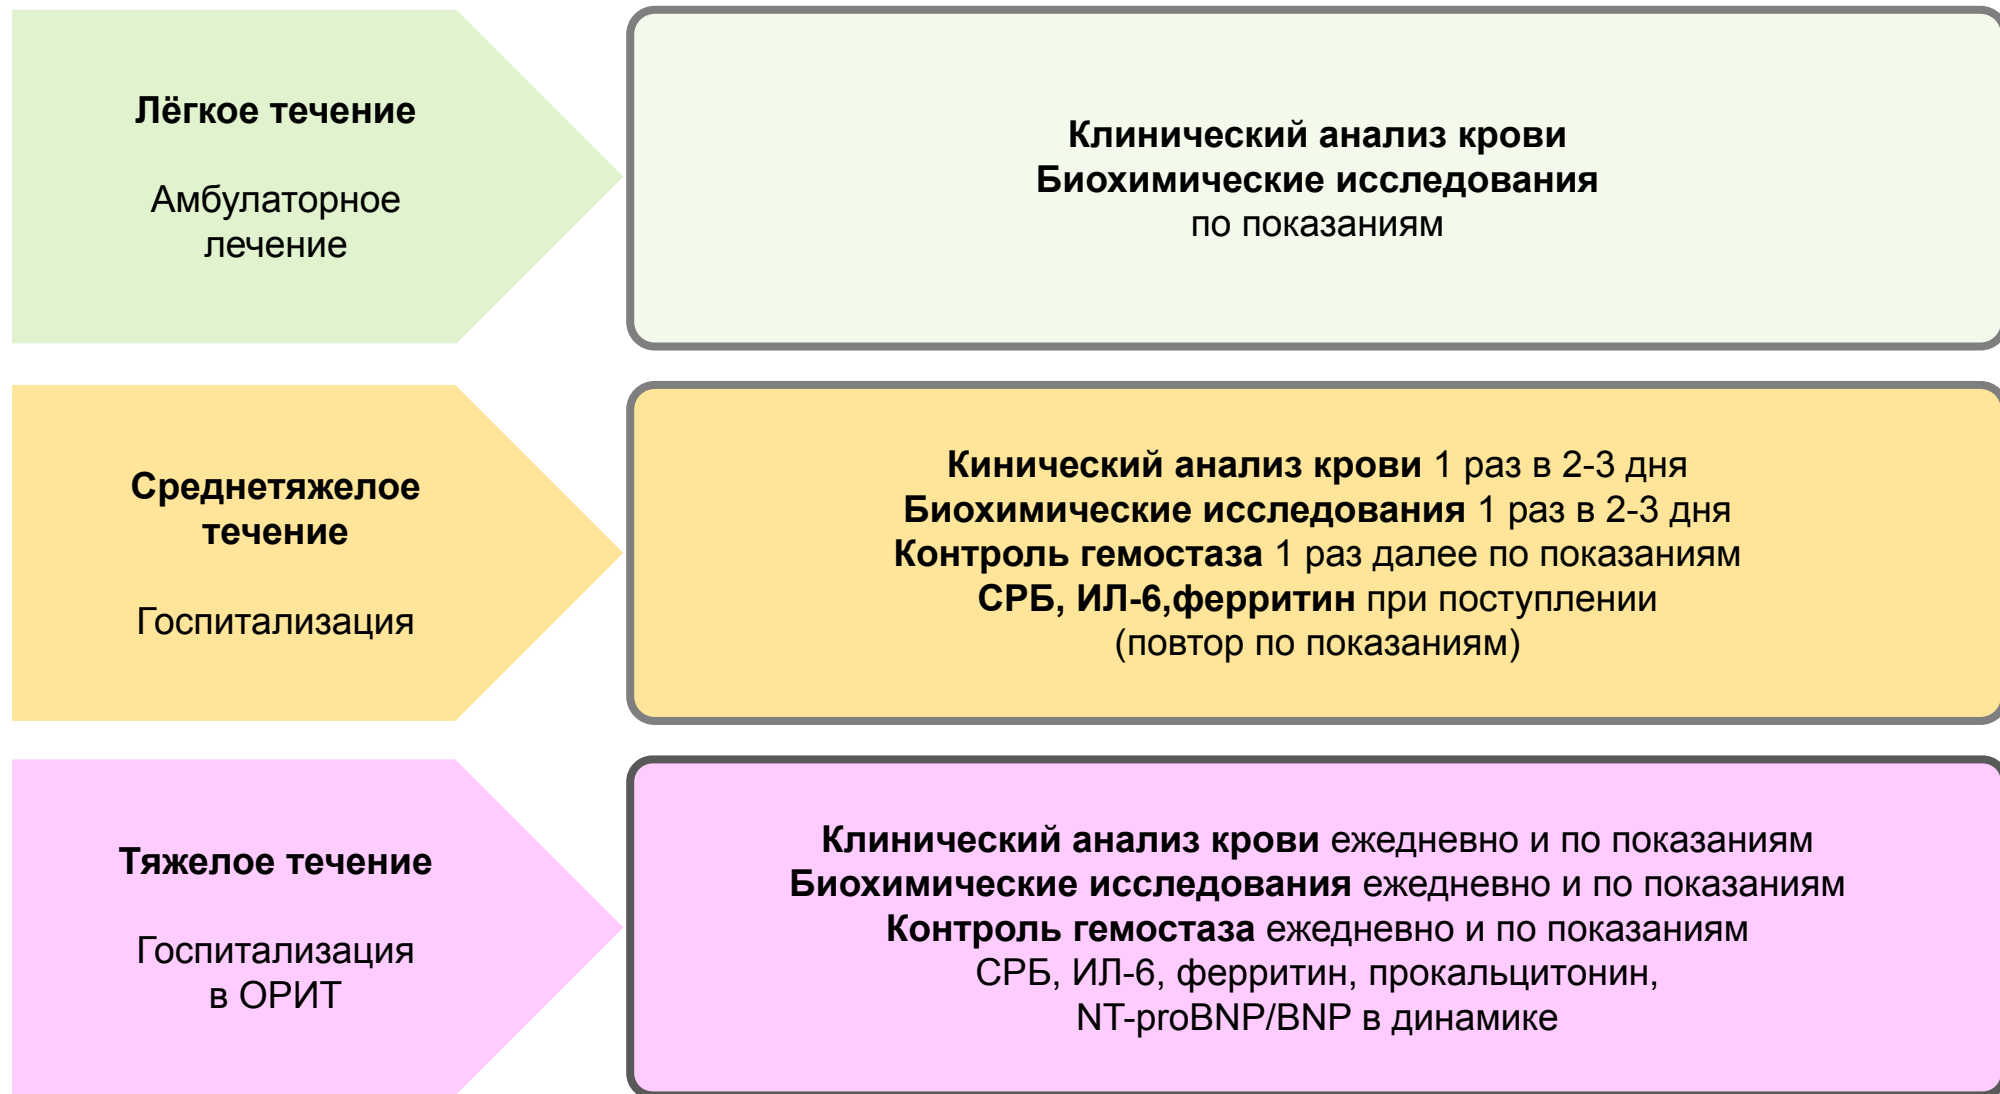 Лёгкое течение
Амбулаторное
лечение
Клинический анализ крови
Биохимические исследования
по показаниям
Среднетяжелое
течение
Госпитализация
Кинический анализ крови 1 раз в 2-3 дня
Биохимические исследования 1 раз в 2-3 дня
Контроль гемостаза 1 раз далее по показаниям
СРБ, ИЛ-6,ферритин при поступлении
(повтор по показаниям)
Тяжелое течение
Госпитализация
в ОРИТ
Клинический анализ крови ежедневно и по показаниям
Биохимические исследования ежедневно и по показаниям
Контроль гемостаза ежедневно и по показаниям
СРБ, ИЛ-6, ферритин, прокальцитонин,
NT-proBNP/BNP в динамике